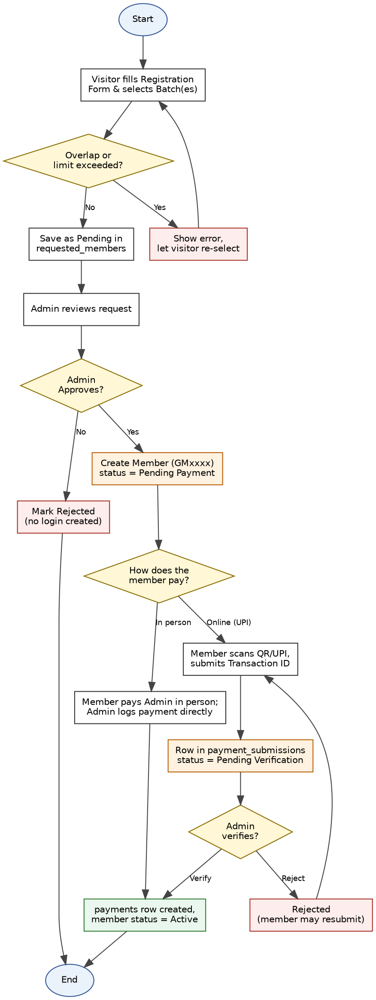 Start
Visitor fills Registration
Form & selects Batch(es)
Overlap or
limit exceeded?
No
Yes
Save as Pending in
requested_members
Show error,
let visitor re-select
Admin reviews request
Admin
Approves?
No
Yes
Create Member (GMxxxx)
status = Pending Payment
Mark Rejected
(no login created)
How does the
member pay?
In person
Online (UPI)
Member scans QR/UPI,
submits Transaction ID
Member pays Admin in person;
Admin logs payment directly
Row in payment_submissions
status = Pending Verification
Admin
verifies?
Verify
Reject
payments row created,
member status = Active
Rejected
(member may resubmit)
End